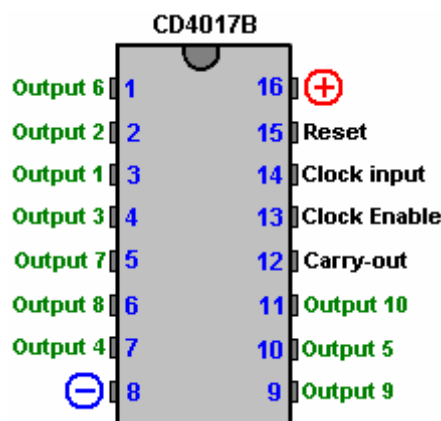 CD4017B
Output 6 1 16 +
Output 2 2 15 Reset
Output 1 3 14 Clock input
Output 3 4 13 Clock Enable
Output 7 5 12 Carry-out
Output 8 6 11 Output 10
Output 4 7 10 Output 5
− 8 9 Output 9